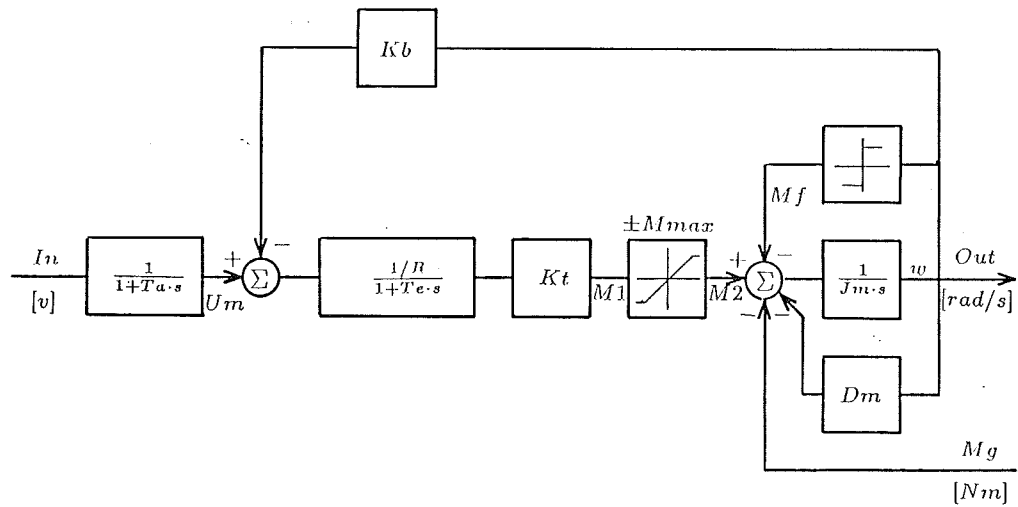 Kb
Mf
±Mmax
In
[v]
1
1+Ta·s
+
Um
−
Σ
1/R
1+Te·s
Kt
M1
M2
+
−
Σ
−
−
1
Jm·s
w
Out
[rad/s]
Dm
Mg
[Nm]